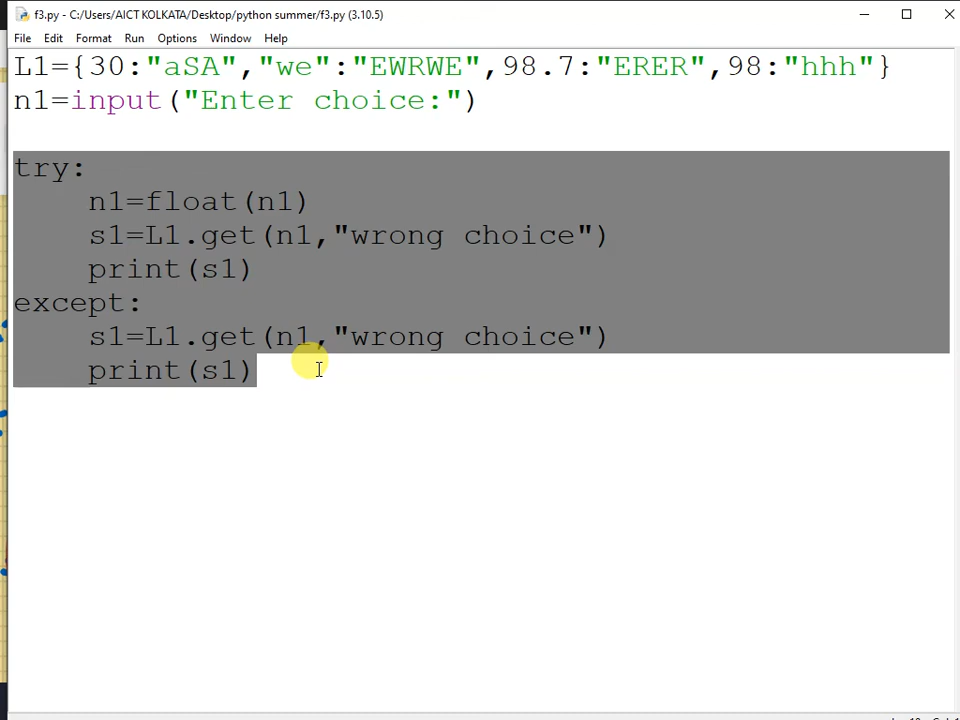 f3.py - C:/Users/AICT KOLKATA/Desktop/python summer/f3.py (3.10.5)
File Edit Format Run Options Window Help
L1={30:"aSA","we":"EWRWE",98.7:"ERER",98:"hhh"}
n1=input("Enter choice:")
try:
    n1=float(n1)
    s1=L1.get(n1,"wrong choice")
    print(s1)
except:
    s1=L1.get(n1,"wrong choice")
    print(s1)